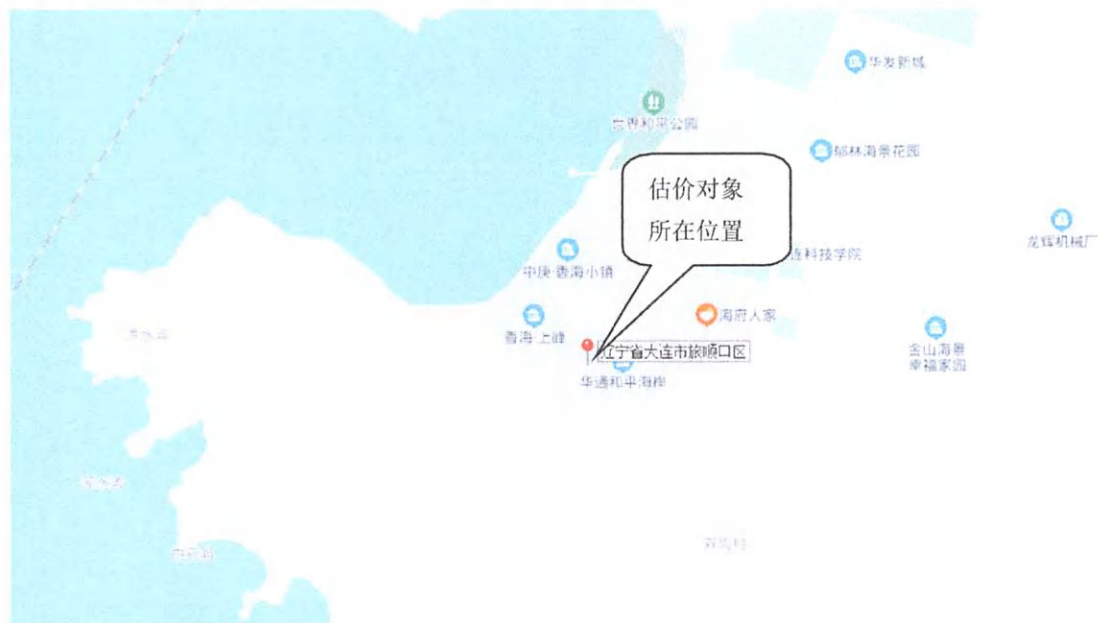 华发新城
世界和平公园
郁林海景花园
估价对象
所在位置
龙辉机械厂
连科技学院
中庚·香海小镇
海府人家
香海·上峰
辽宁省大连市旅顺口区
金山海景
幸福家园
华通和平海岸